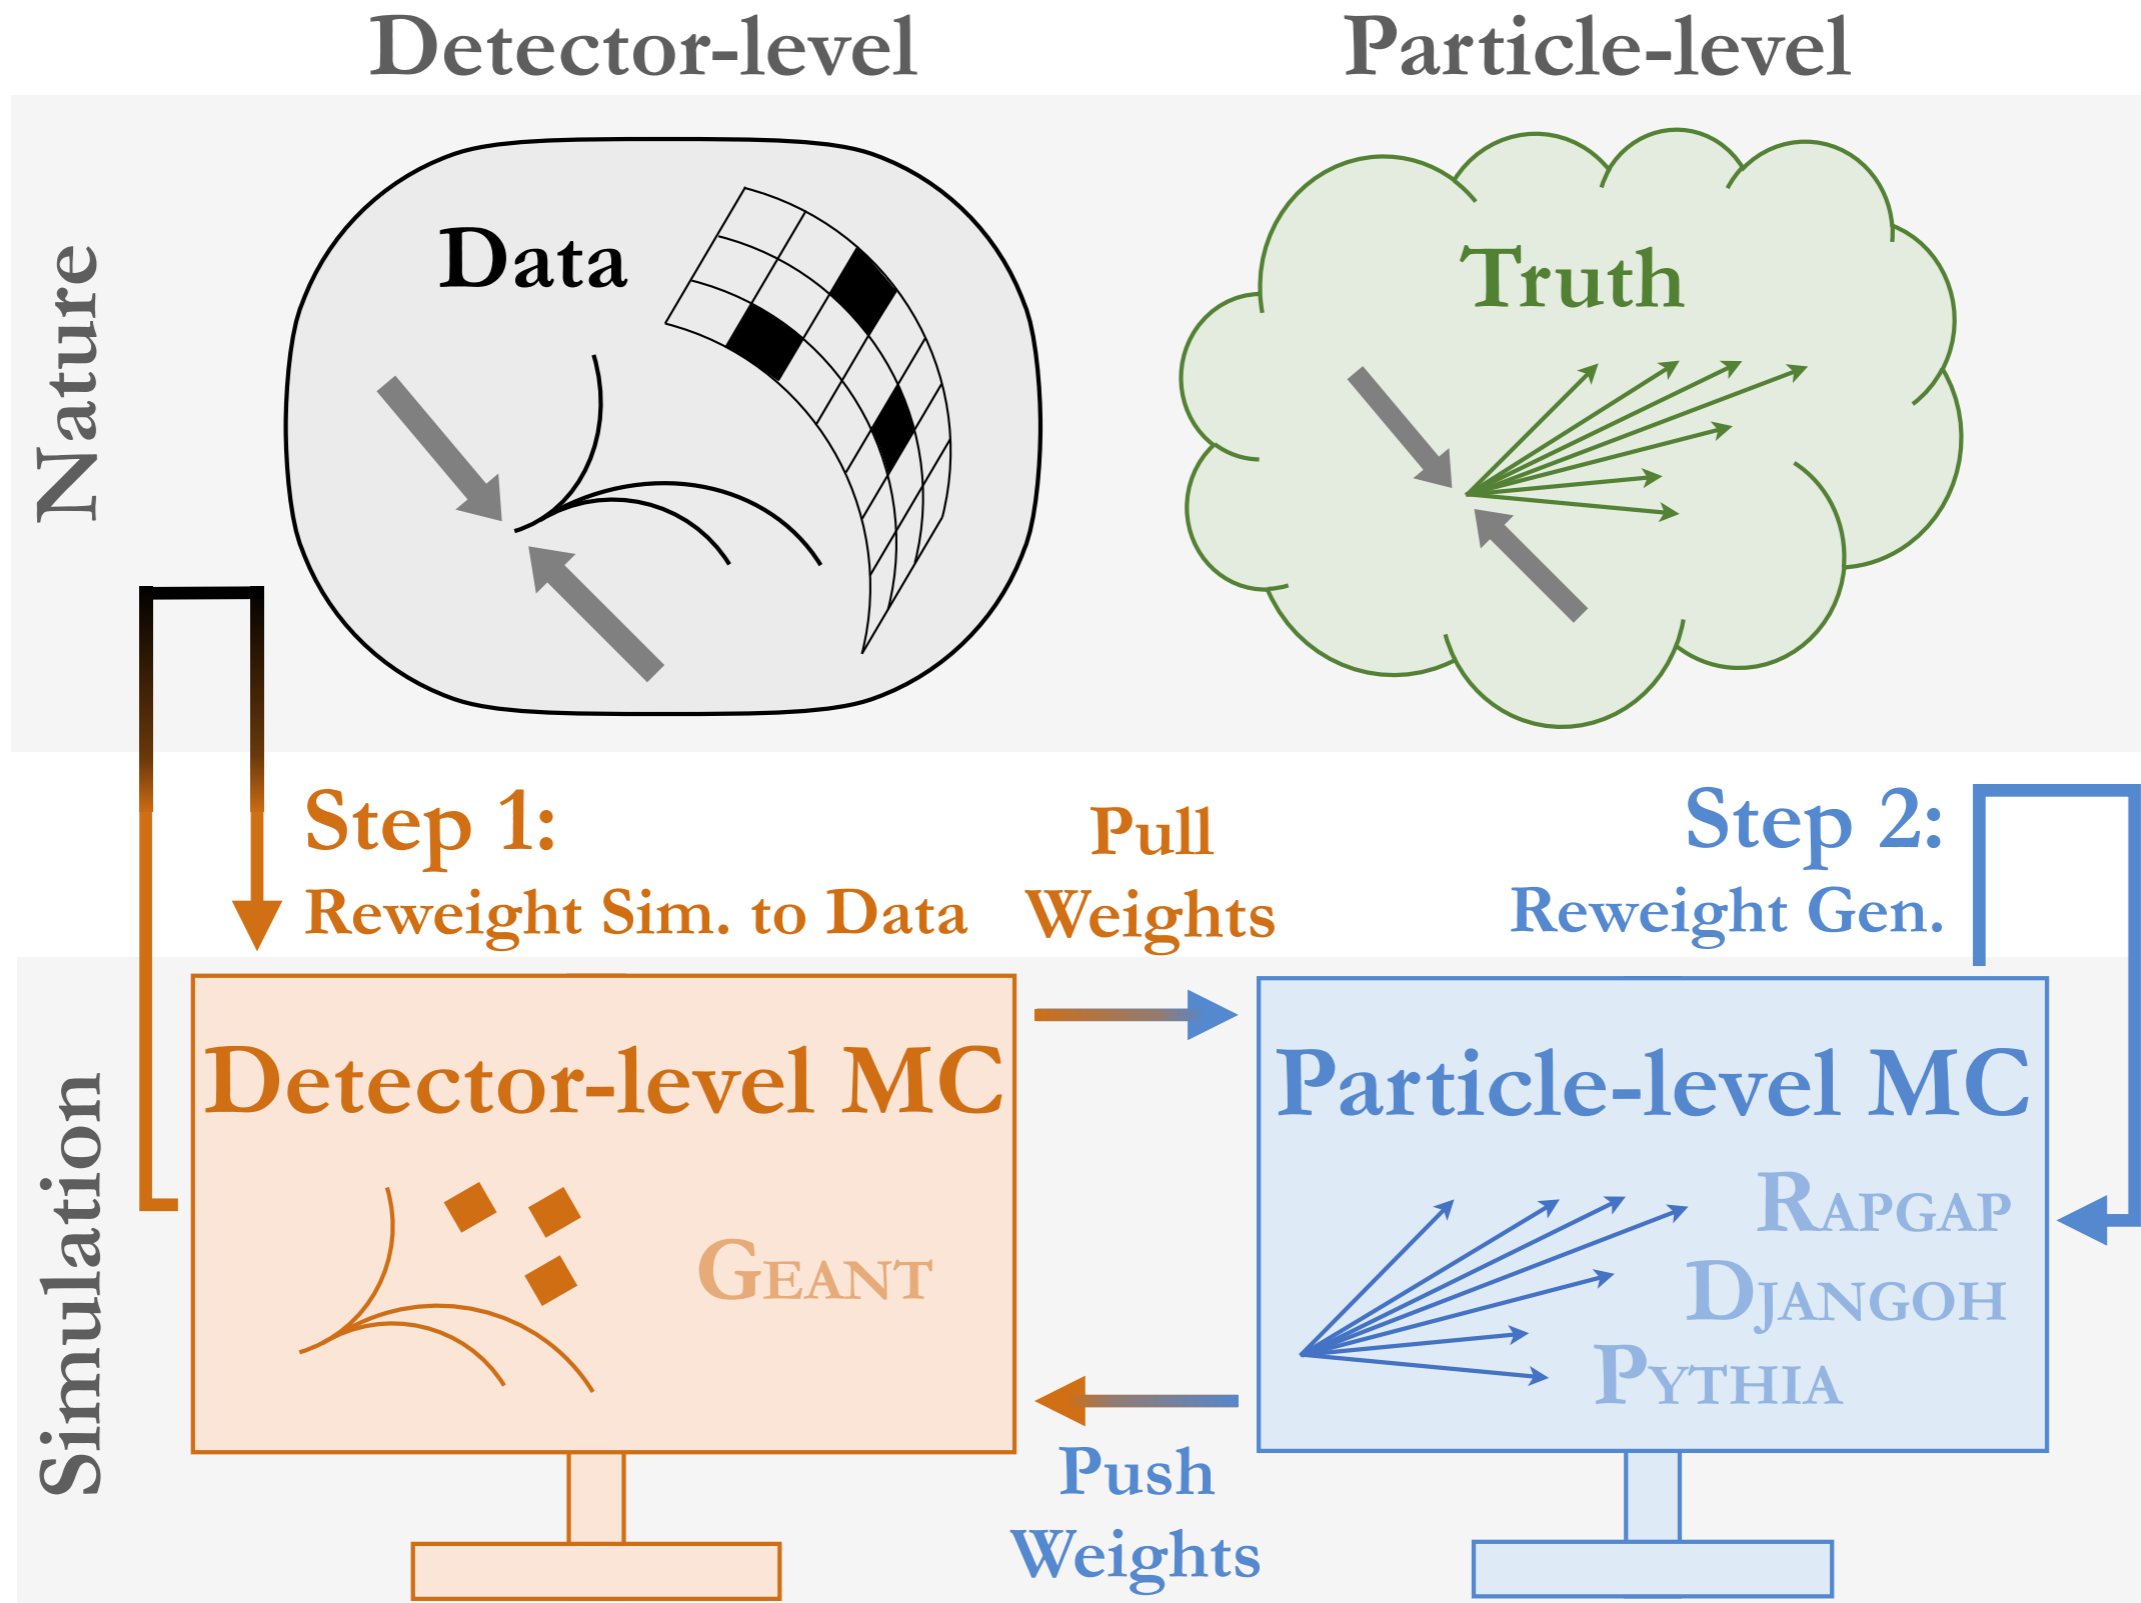 Detector-level
Particle-level
Nature
Data
Truth
Step 1:
Reweight Sim. to Data
Pull
Weights
Step 2:
Reweight Gen.
Simulation
Detector-level MC
GEANT
Particle-level MC
RAPGAP
DJANGOH
PYTHIA
Push
Weights